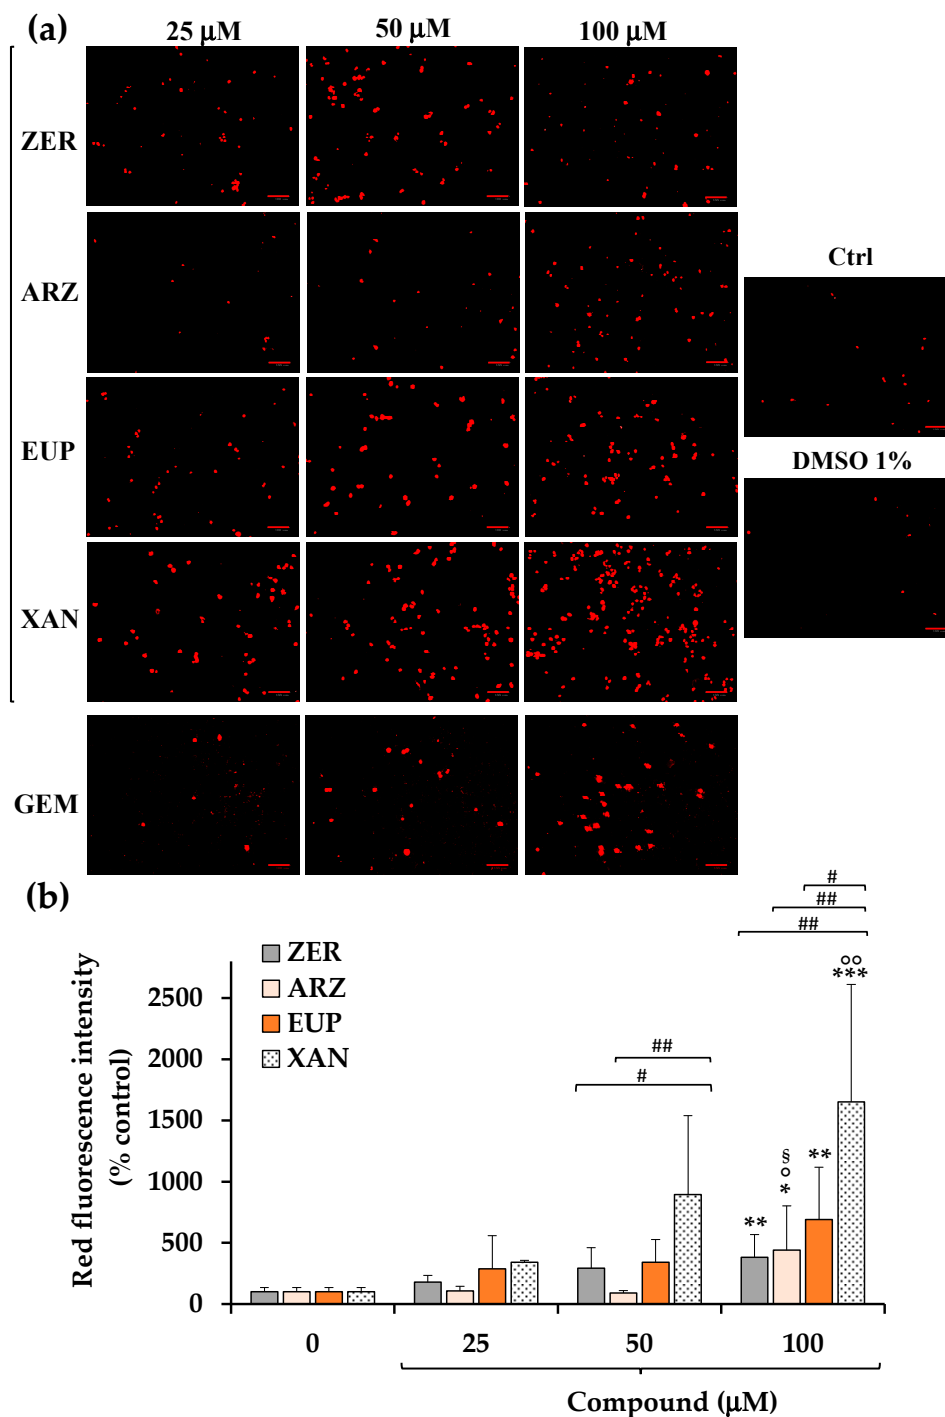 (a)
25 μM
50 μM
100 μM
ZER
ARZ
Ctrl
EUP
DMSO 1%
XAN
GEM
(b)
#
##
##
ZER
ARZ
EUP
XAN
Red fluorescence intensity
(% control)
2500
2000
1500
1000
500
0
##
#
°°
***
§
°
*
**
**
0
25
50
100
Compound (μM)